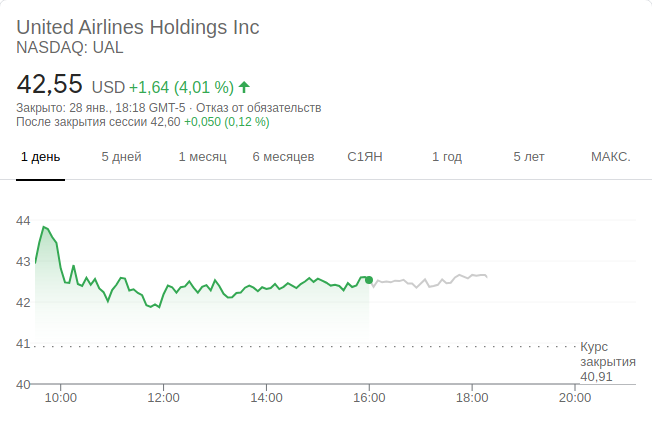 United Airlines Holdings Inc
NASDAQ: UAL
42,55 USD +1,64 (4,01 %)
Закрыто: 28 янв., 18:18 GMT-5 · Отказ от обязательств
После закрытия сессии 42,60 +0,050 (0,12 %)
1 день 5 дней 1 месяц 6 месяцев С1ЯН 1 год 5 лет МАКС.
44
43
42
41
Курс
закрытия
40,91
40
10:00 12:00 14:00 16:00 18:00 20:00